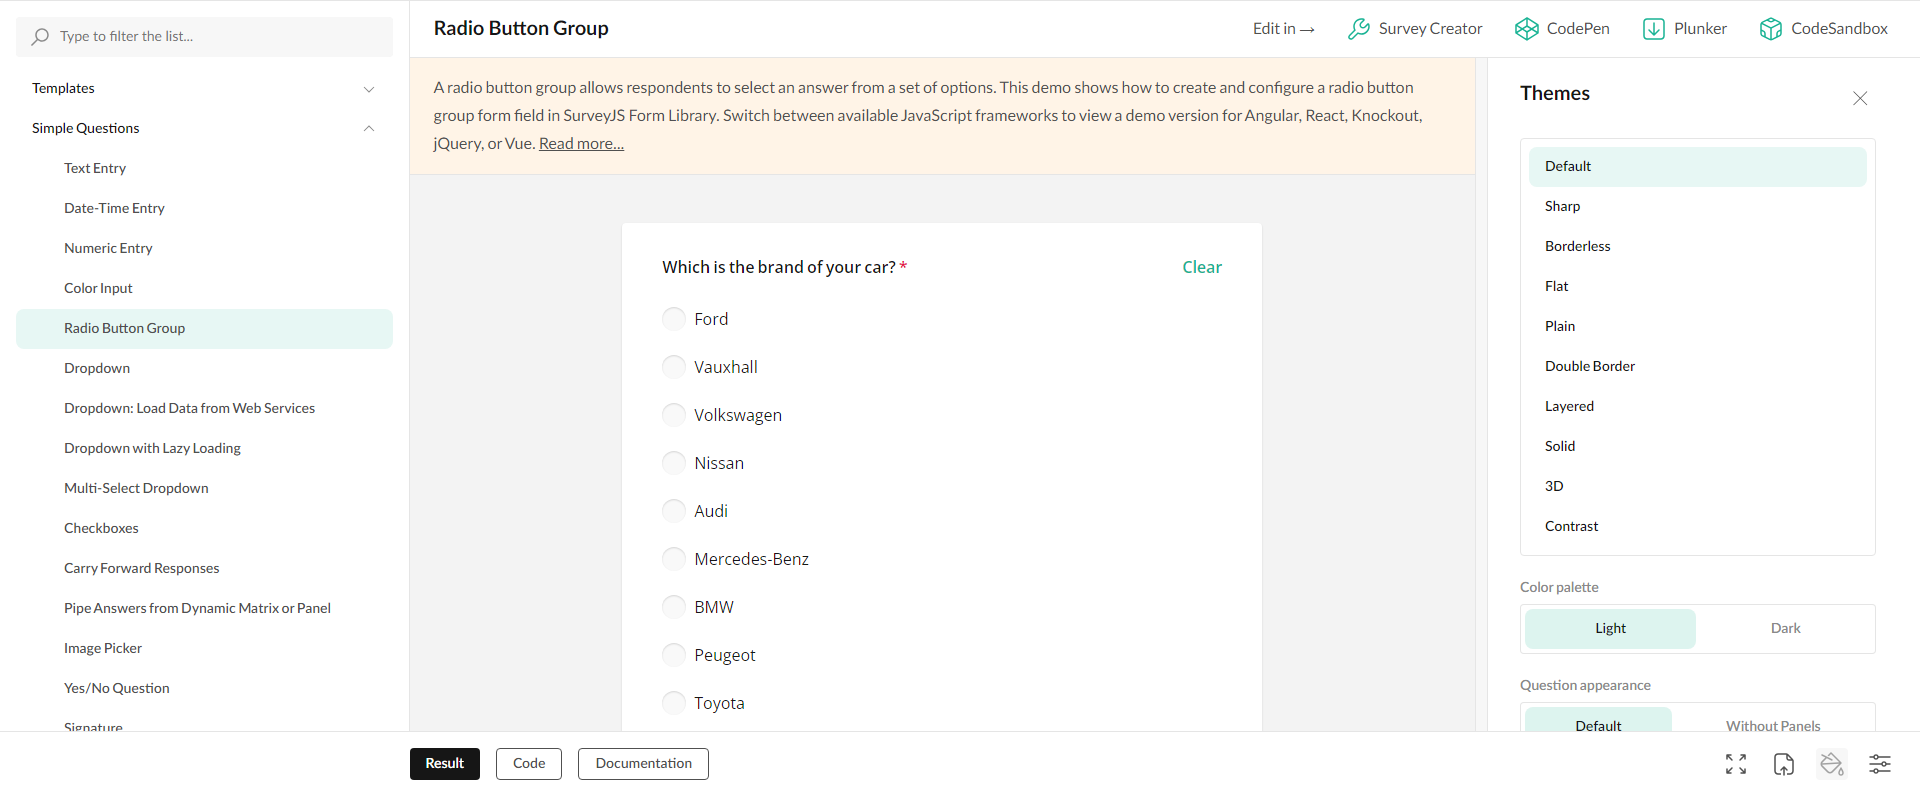 Type to filter the list...
Templates
Simple Questions
Text Entry
Date-Time Entry
Numeric Entry
Color Input
Radio Button Group
Dropdown
Dropdown: Load Data from Web Services
Dropdown with Lazy Loading
Multi-Select Dropdown
Checkboxes
Carry Forward Responses
Pipe Answers from Dynamic Matrix or Panel
Image Picker
Yes/No Question
Signature
Radio Button Group
Edit in →
Survey Creator
CodePen
Plunker
CodeSandbox
A radio button group allows respondents to select an answer from a set of options. This demo shows how to create and configure a radio button
group form field in SurveyJS Form Library. Switch between available JavaScript frameworks to view a demo version for Angular, React, Knockout,
jQuery, or Vue. Read more...
Which is the brand of your car? *
Clear
Ford
Vauxhall
Volkswagen
Nissan
Audi
Mercedes-Benz
BMW
Peugeot
Toyota
Themes
Default
Sharp
Borderless
Flat
Plain
Double Border
Layered
Solid
3D
Contrast
Color palette
Light
Dark
Question appearance
Default
Without Panels
Result
Code
Documentation